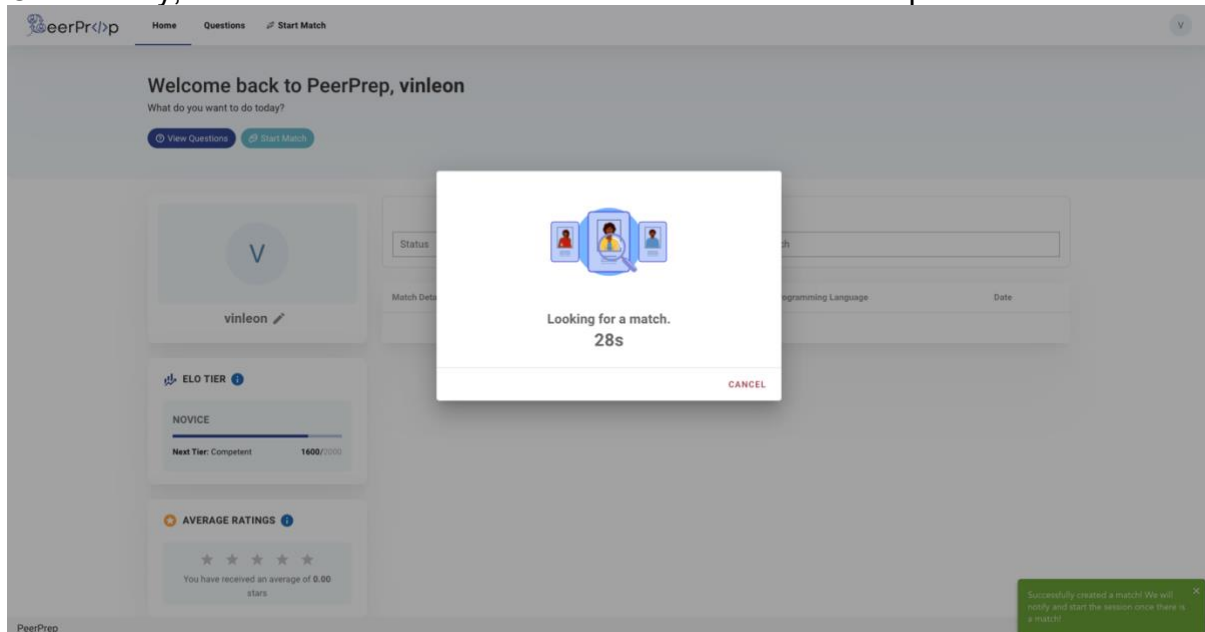 PeerPr</>p
Home Questions Start Match
V
Welcome back to PeerPrep, vinleon
What do you want to do today?
View Questions Start Match
V
vinleon
Status
Match Deta
ogramming Language Date
Looking for a match.
28s
CANCEL
ELO TIER
NOVICE
Next Tier: Competent 1600/2000
AVERAGE RATINGS
You have received an average of 0.00
stars
Successfully created a match! We will
notify and start the session once there is
a match!
PeerPrep